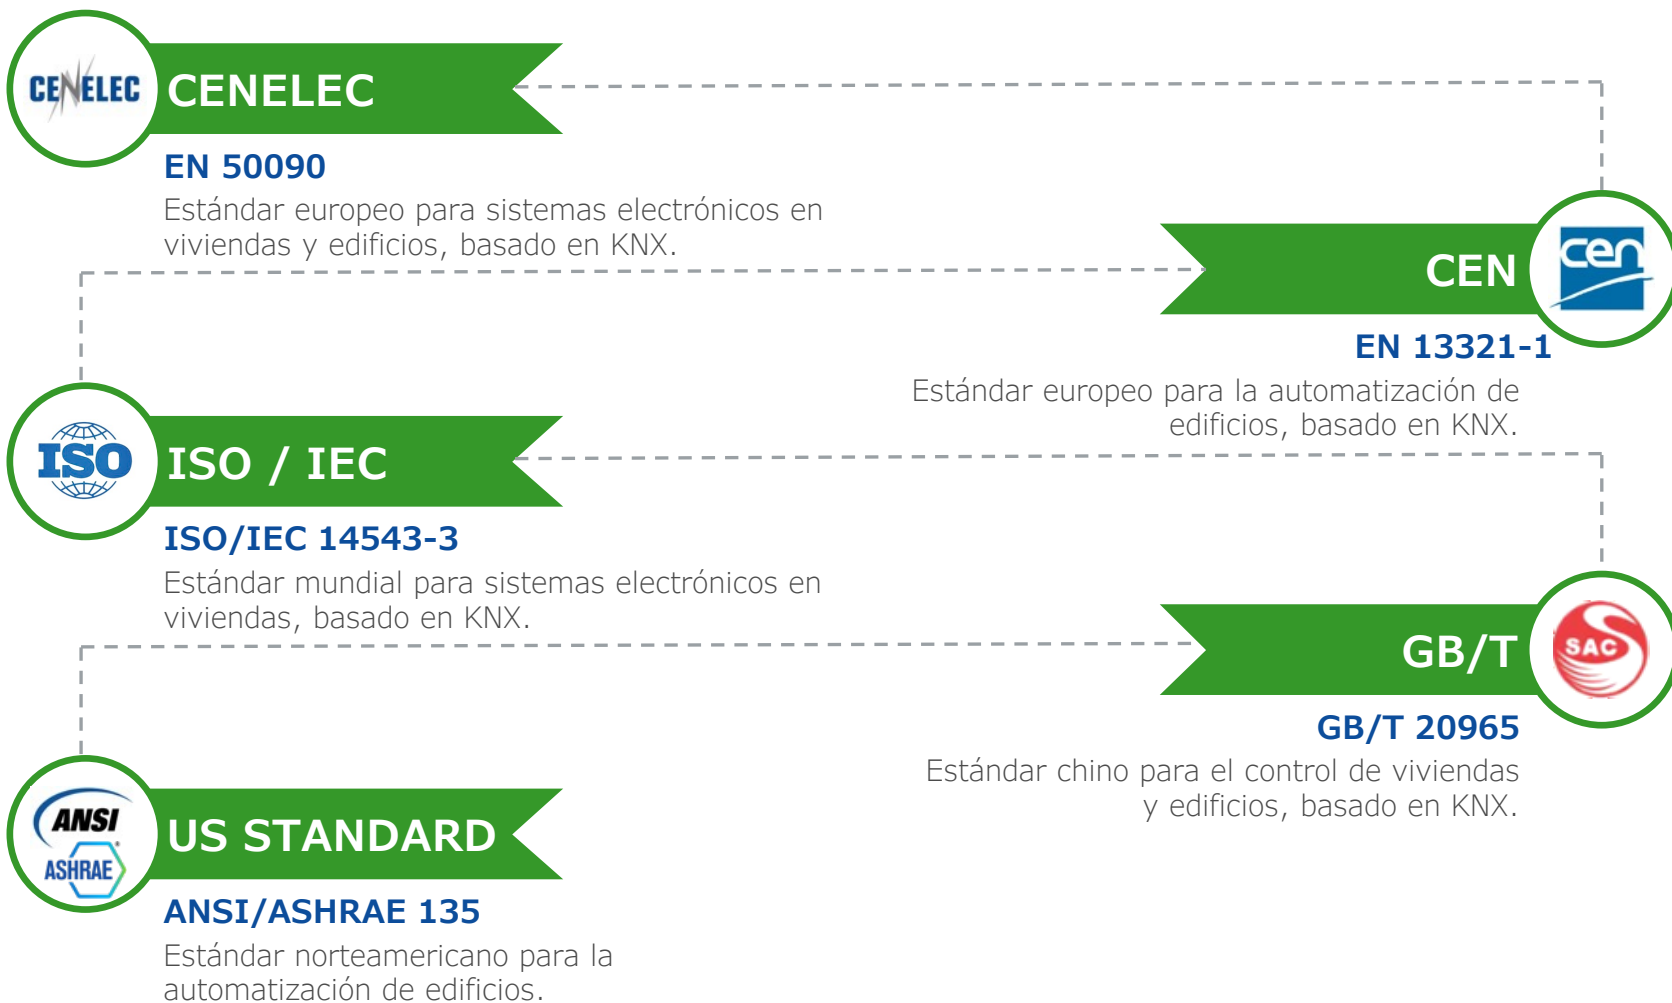 CENELEC
CENELEC
EN 50090
Estándar europeo para sistemas electrónicos en
viviendas y edificios, basado en KNX.
CEN
cen
EN 13321-1
Estándar europeo para la automatización de
edificios, basado en KNX.
ISO
ISO / IEC
ISO/IEC 14543-3
Estándar mundial para sistemas electrónicos en
viviendas, basado en KNX.
GB/T
SAC
GB/T 20965
Estándar chino para el control de viviendas
y edificios, basado en KNX.
ANSI
ASHRAE
US STANDARD
ANSI/ASHRAE 135
Estándar norteamericano para la
automatización de edificios.